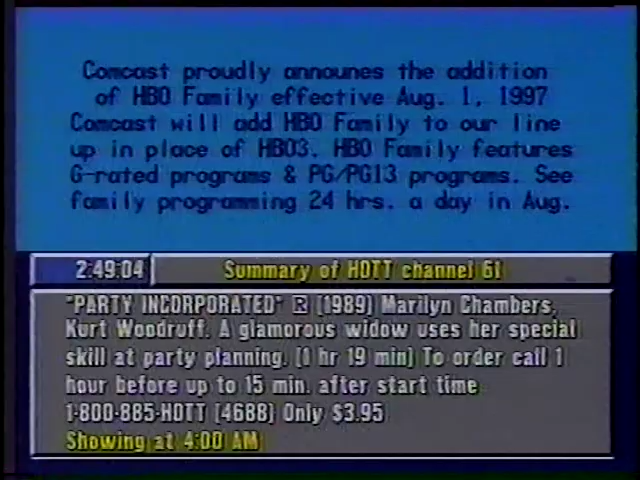 Comcast proudly announes the addition
of HBO Family effective Aug. 1, 1997
Comcast will add HBO Family to our line
up in place of HBO3. HBO Family features
G-rated programs & PG/PG13 programs. See
family programming 24 hrs. a day in Aug.
2:49:04 Summary of HOTT channel 61
"PARTY INCORPORATED" R (1989) Marilyn Chambers,
Kurt Woodruff. A glamorous widow uses her special
skill at party planning. (1 hr 19 min) To order call 1
hour before up to 15 min. after start time
1-800-885-HOTT (4688) Only $3.95
Showing at 4:00 AM